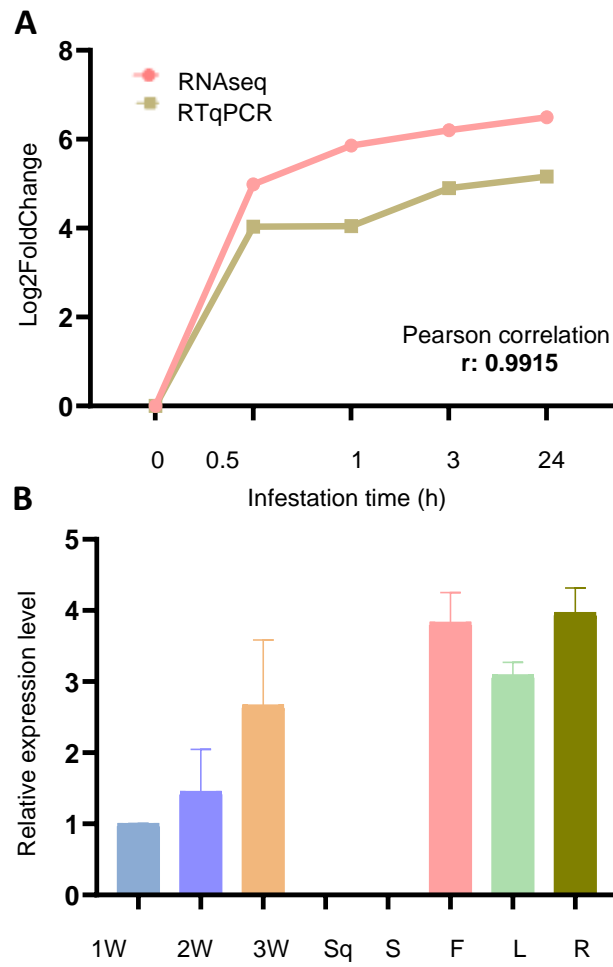 A
8
6
4
2
0
Log2FoldChange
RNAseq
RTqPCR
Pearson correlation
r: 0.9915
0 0.5 1 3 24
Infestation time (h)
B
5
4
3
2
1
0
Relative expression level
1W 2W 3W Sq S F L R